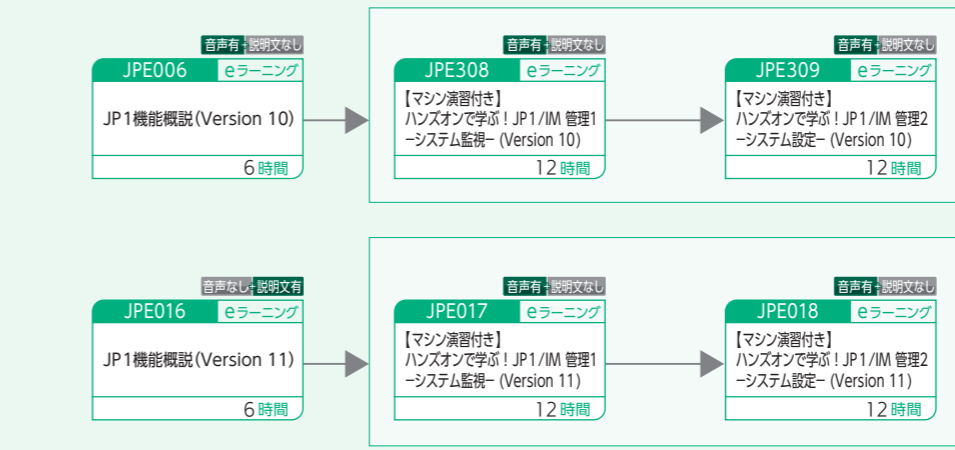 音声有 説明文なし
JPE006 eラーニング
JP1機能概説(Version 10)
6時間
音声有 説明文なし
JPE308 eラーニング
【マシン演習付き】
ハンズオンで学ぶ！JP1/IM 管理1
－システム監視－ (Version 10)
12時間
音声有 説明文なし
JPE309 eラーニング
【マシン演習付き】
ハンズオンで学ぶ！JP1/IM 管理2
－システム設定－ (Version 10)
12時間
音声なし 説明文有
JPE016 eラーニング
JP1機能概説(Version 11)
6時間
音声有 説明文なし
JPE017 eラーニング
【マシン演習付き】
ハンズオンで学ぶ！JP1/IM 管理1
－システム監視－ (Version 11)
12時間
音声有 説明文なし
JPE018 eラーニング
【マシン演習付き】
ハンズオンで学ぶ！JP1/IM 管理2
－システム設定－ (Version 11)
12時間